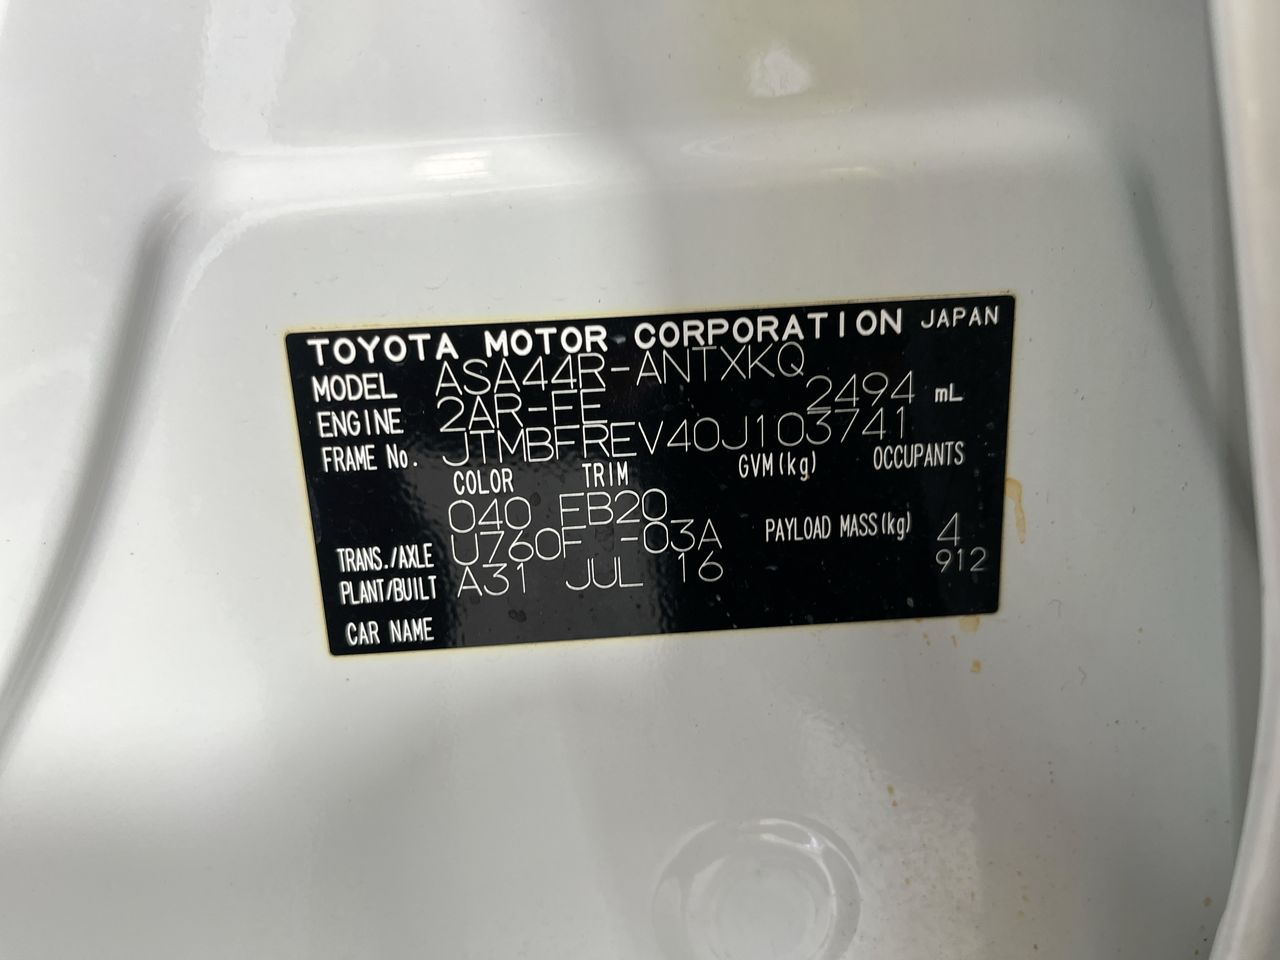 TOYOTA MOTOR CORPORATION JAPAN
MODEL ASA44R-ANTXKQ
ENGINE 2AR-FE 2494 mL
FRAME No. JTMBFREV40J103741
COLOR TRIM GVM(kg) OCCUPANTS
040 FB20
TRANS./AXLE U760F -03A PAYLOAD MASS(kg) 4
PLANT/BUILT A31 JUL 16 912
CAR NAME